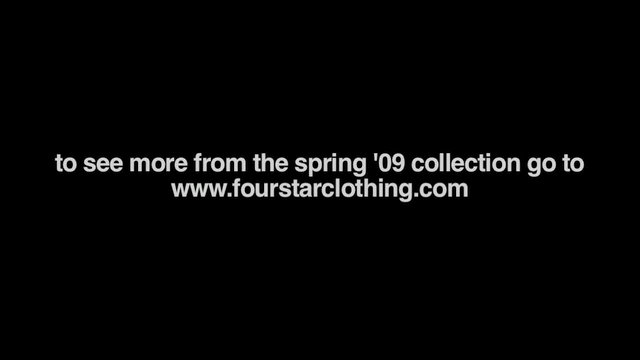 to see more from the spring '09 collection go to
www.fourstarclothing.com